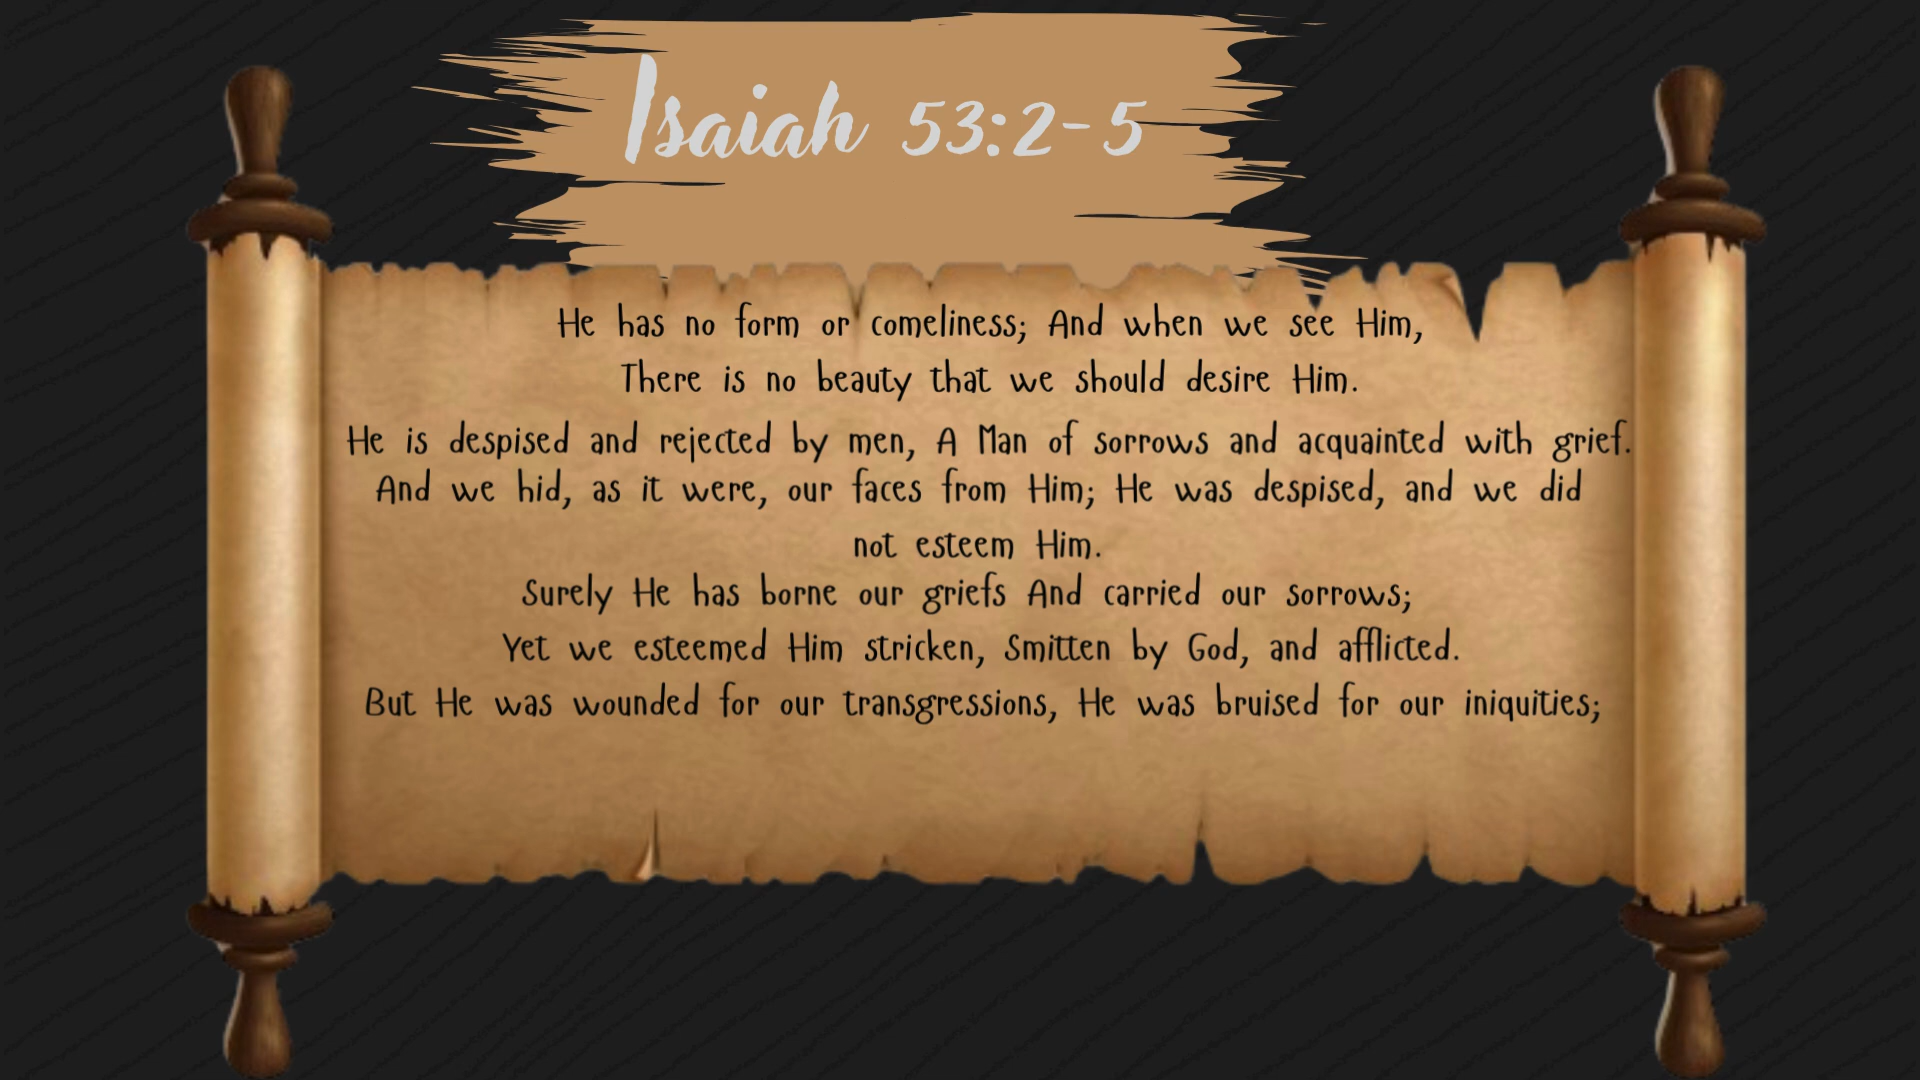 Isaiah 53:2-5
He has no form or comeliness; And when we see Him,
There is no beauty that we should desire Him.
He is despised and rejected by men, A Man of sorrows and acquainted with grief.
And we hid, as it were, our faces from Him; He was despised, and we did
not esteem Him.
Surely He has borne our griefs And carried our sorrows;
Yet we esteemed Him stricken, Smitten by God, and afflicted.
But He was wounded for our transgressions, He was bruised for our iniquities;